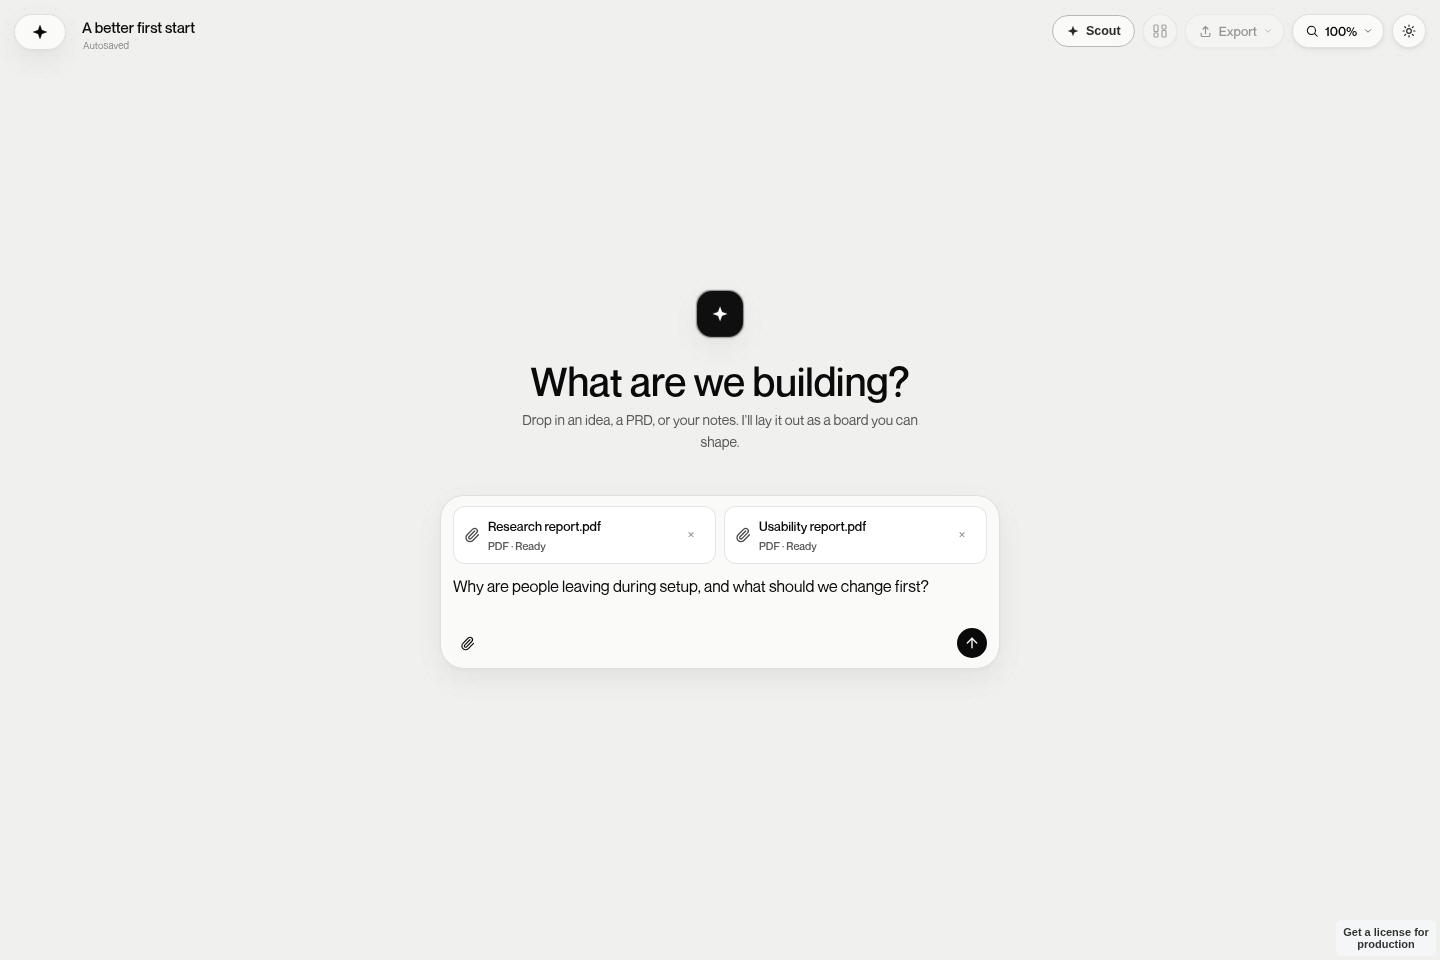 A better first start
Autosaved
Scout
Export
100%
What are we building?
Drop in an idea, a PRD, or your notes. I'll lay it out as a board you can
shape.
Research report.pdf
PDF · Ready
×
Usability report.pdf
PDF · Ready
×
Why are people leaving during setup, and what should we change first?
Get a license for
production